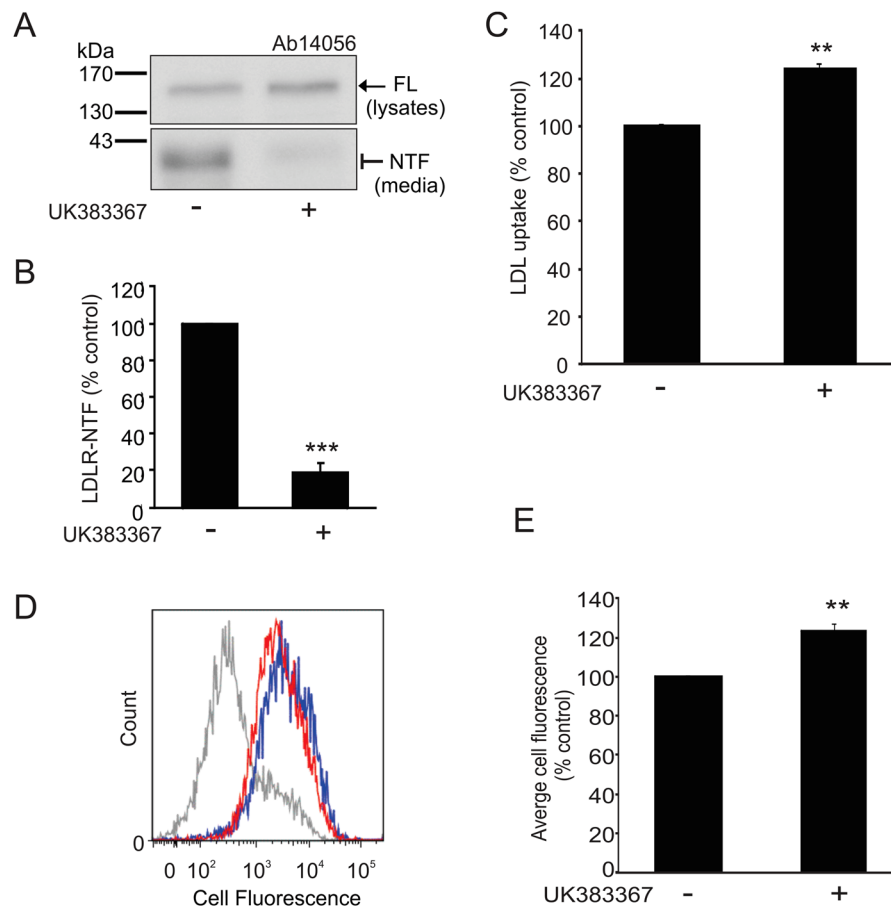 A
kDa
Ab14056
170
130
FL
(lysates)
43
NTF
(media)
UK383367
-
+
B
LDLR-NTF (% control)
120
100
80
60
40
20
0
***
UK383367
-
+
C
LDL uptake (% control)
140
120
100
80
60
40
20
0
**
UK383367
-
+
D
Count
0
0 10² 10³ 10⁴ 10⁵
Cell Fluorescence
E
Averge cell fluorescence
(% control)
140
120
100
80
60
40
20
0
**
UK383367
-
+